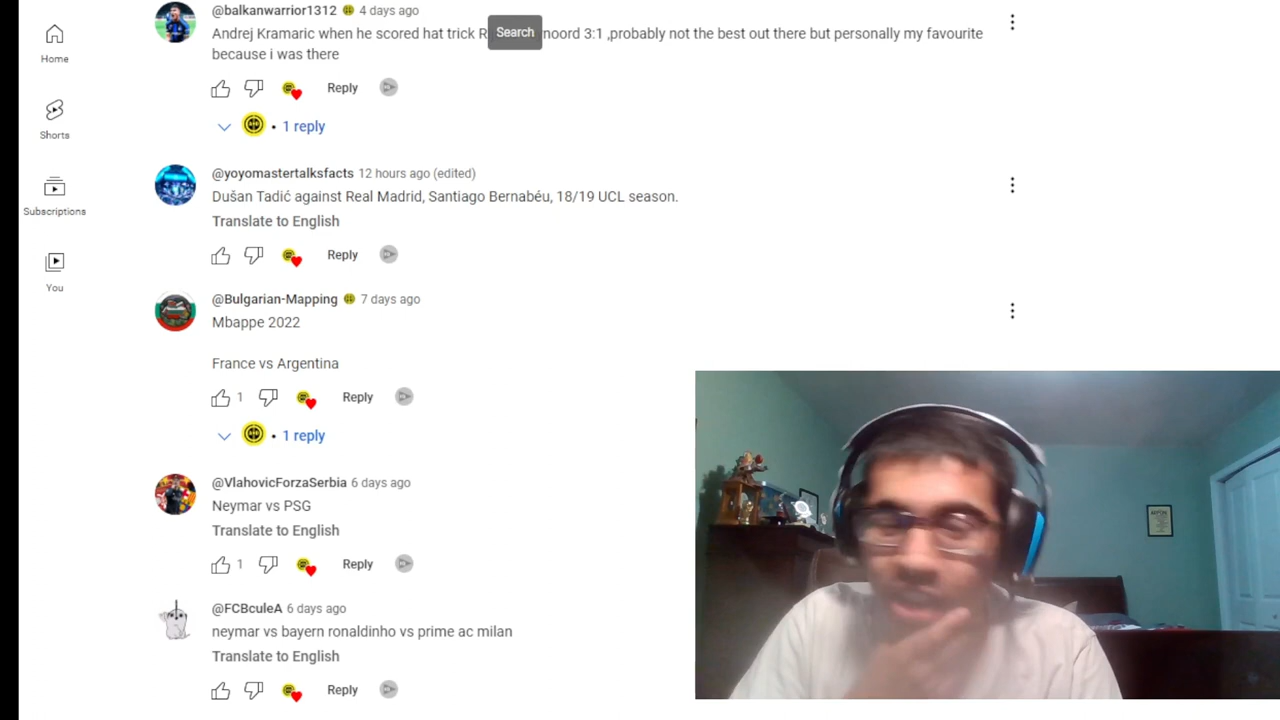 @balkanwarrior1312 4 days ago
Andrej Kramaric when he scored hat trick R Search noord 3:1 ,probably not the best out there but personally my favourite
because i was there
Reply
1 reply
@yoyomastertalksfacts 12 hours ago (edited)
Dušan Tadić against Real Madrid, Santiago Bernabéu, 18/19 UCL season.
Translate to English
Reply
@Bulgarian-Mapping 7 days ago
Mbappe 2022
France vs Argentina
1 Reply
1 reply
@VlahovicForzaSerbia 6 days ago
Neymar vs PSG
Translate to English
1 Reply
@FCBculeA 6 days ago
neymar vs bayern ronaldinho vs prime ac milan
Translate to English
Reply
Home
Shorts
Subscriptions
You